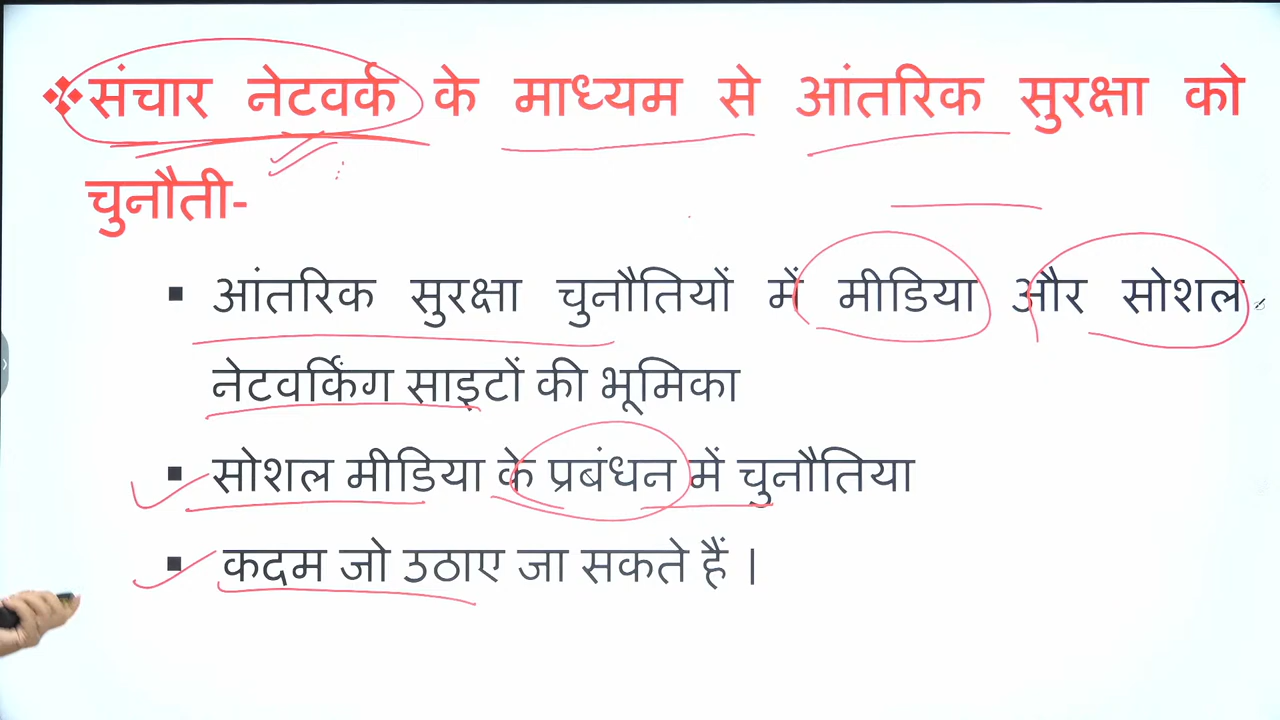 ❖संचार नेटवर्क के माध्यम से आंतरिक सुरक्षा को
चुनौती-
▪ आंतरिक सुरक्षा चुनौतियों में मीडिया और सोशल
नेटवर्किंग साइटों की भूमिका
▪ सोशल मीडिया के प्रबंधन में चुनौतिया
▪ कदम जो उठाए जा सकते हैं ।